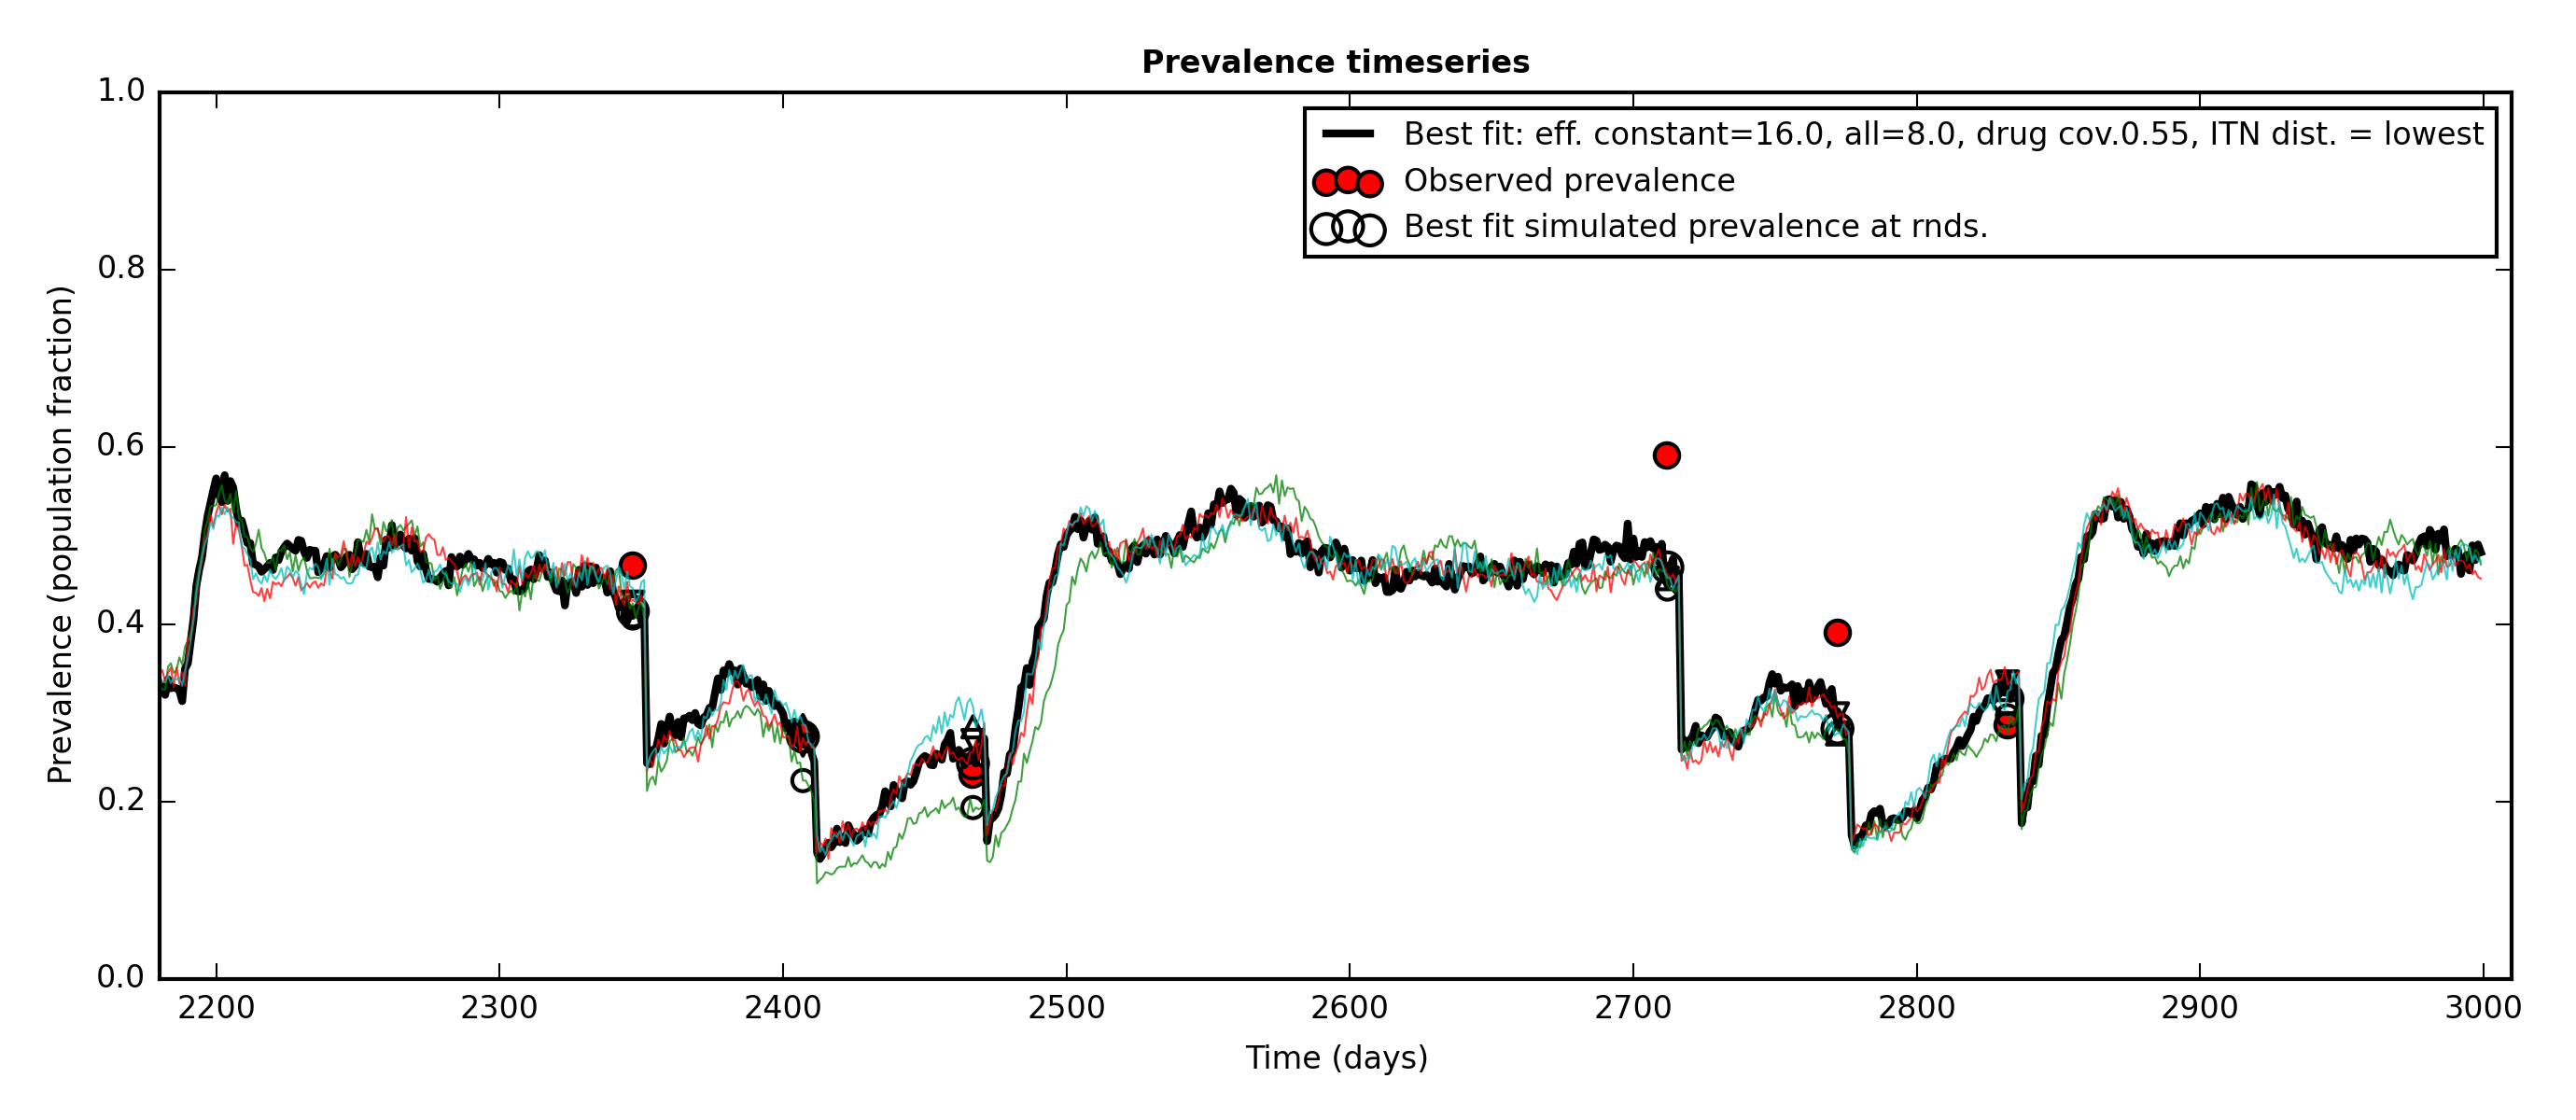 Prevalence timeseries
Best fit: eff. constant=16.0, all=8.0, drug cov.0.55, ITN dist. = lowest
Observed prevalence
Best fit simulated prevalence at rnds.
Prevalence (population fraction)
1.0
0.8
0.6
0.4
0.2
0.0
2200 2300 2400 2500 2600 2700 2800 2900 3000
Time (days)